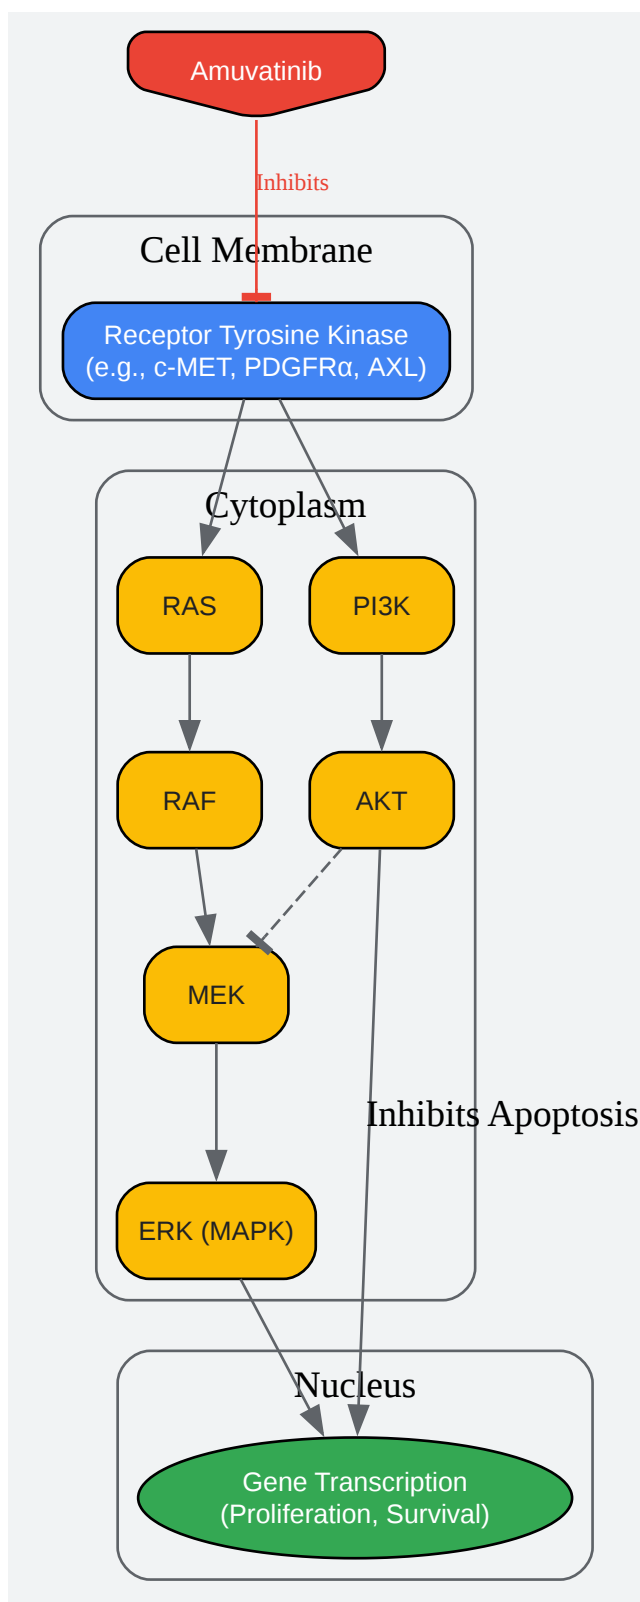 Amuvatinib
Inhibits
Cell Membrane
Receptor Tyrosine Kinase
(e.g., c-MET, PDGFRα, AXL)
Cytoplasm
RAS
PI3K
RAF
AKT
MEK
Inhibits Apoptosis
ERK (MAPK)
Nucleus
Gene Transcription
(Proliferation, Survival)